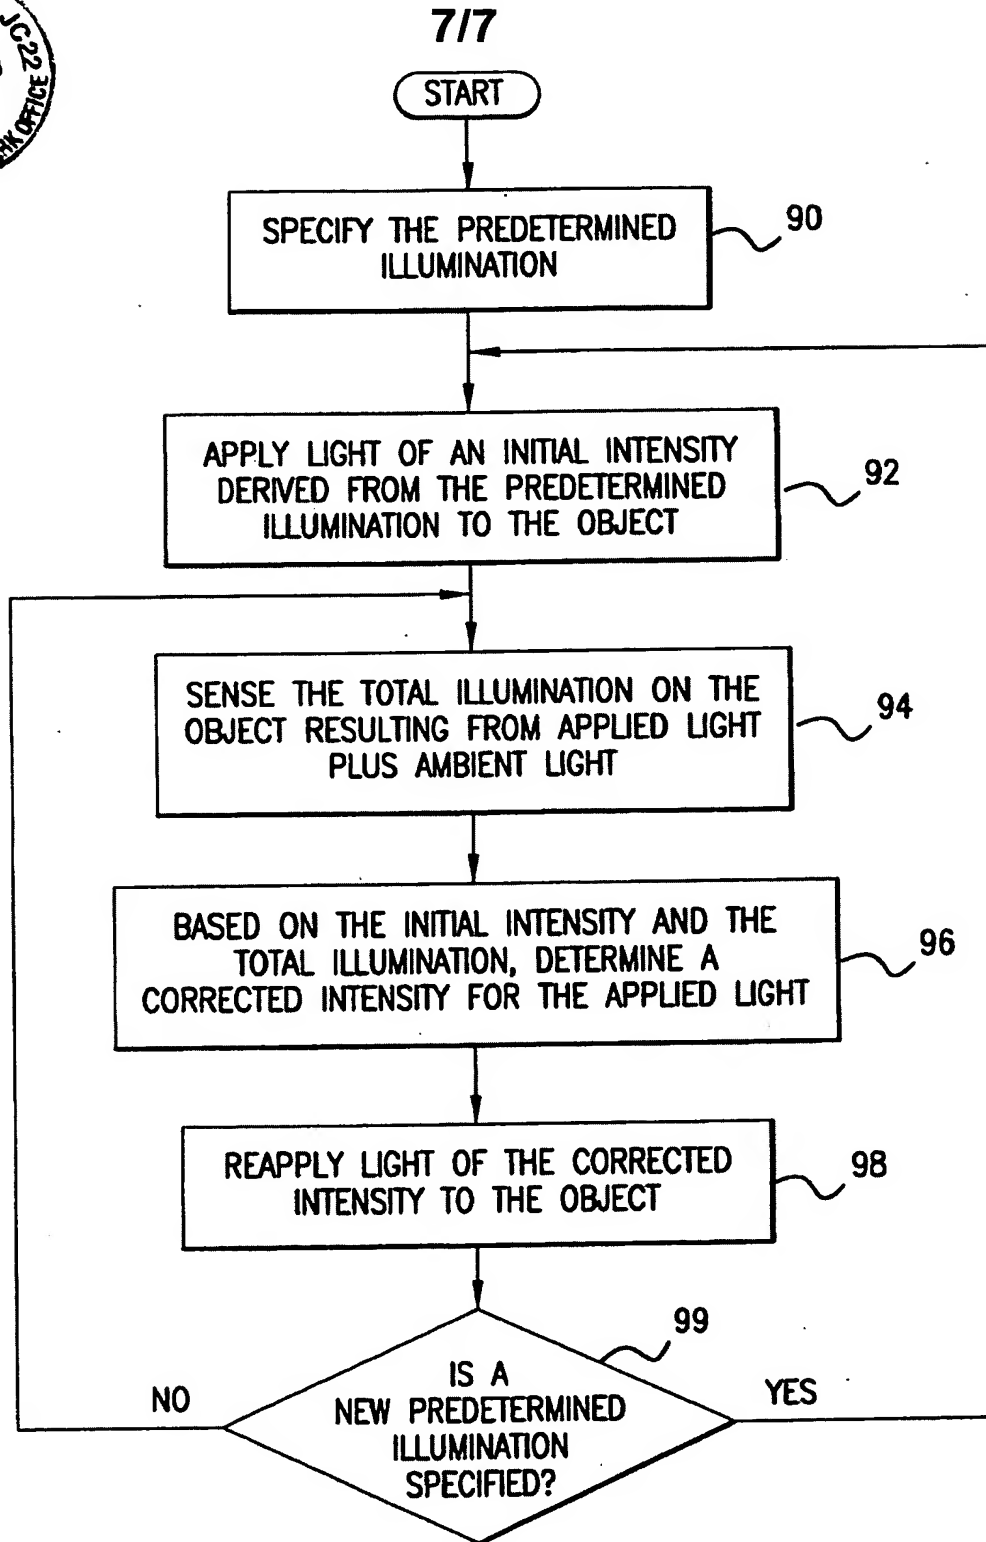 7/7
JC22
RK OFFICE
START
SPECIFY THE PREDETERMINED
ILLUMINATION
90
APPLY LIGHT OF AN INITIAL INTENSITY
DERIVED FROM THE PREDETERMINED
ILLUMINATION TO THE OBJECT
92
SENSE THE TOTAL ILLUMINATION ON THE
OBJECT RESULTING FROM APPLIED LIGHT
PLUS AMBIENT LIGHT
94
BASED ON THE INITIAL INTENSITY AND THE
TOTAL ILLUMINATION, DETERMINE A
CORRECTED INTENSITY FOR THE APPLIED LIGHT
96
REAPPLY LIGHT OF THE CORRECTED
INTENSITY TO THE OBJECT
98
99
IS A
NEW PREDETERMINED
ILLUMINATION
SPECIFIED?
NO
YES